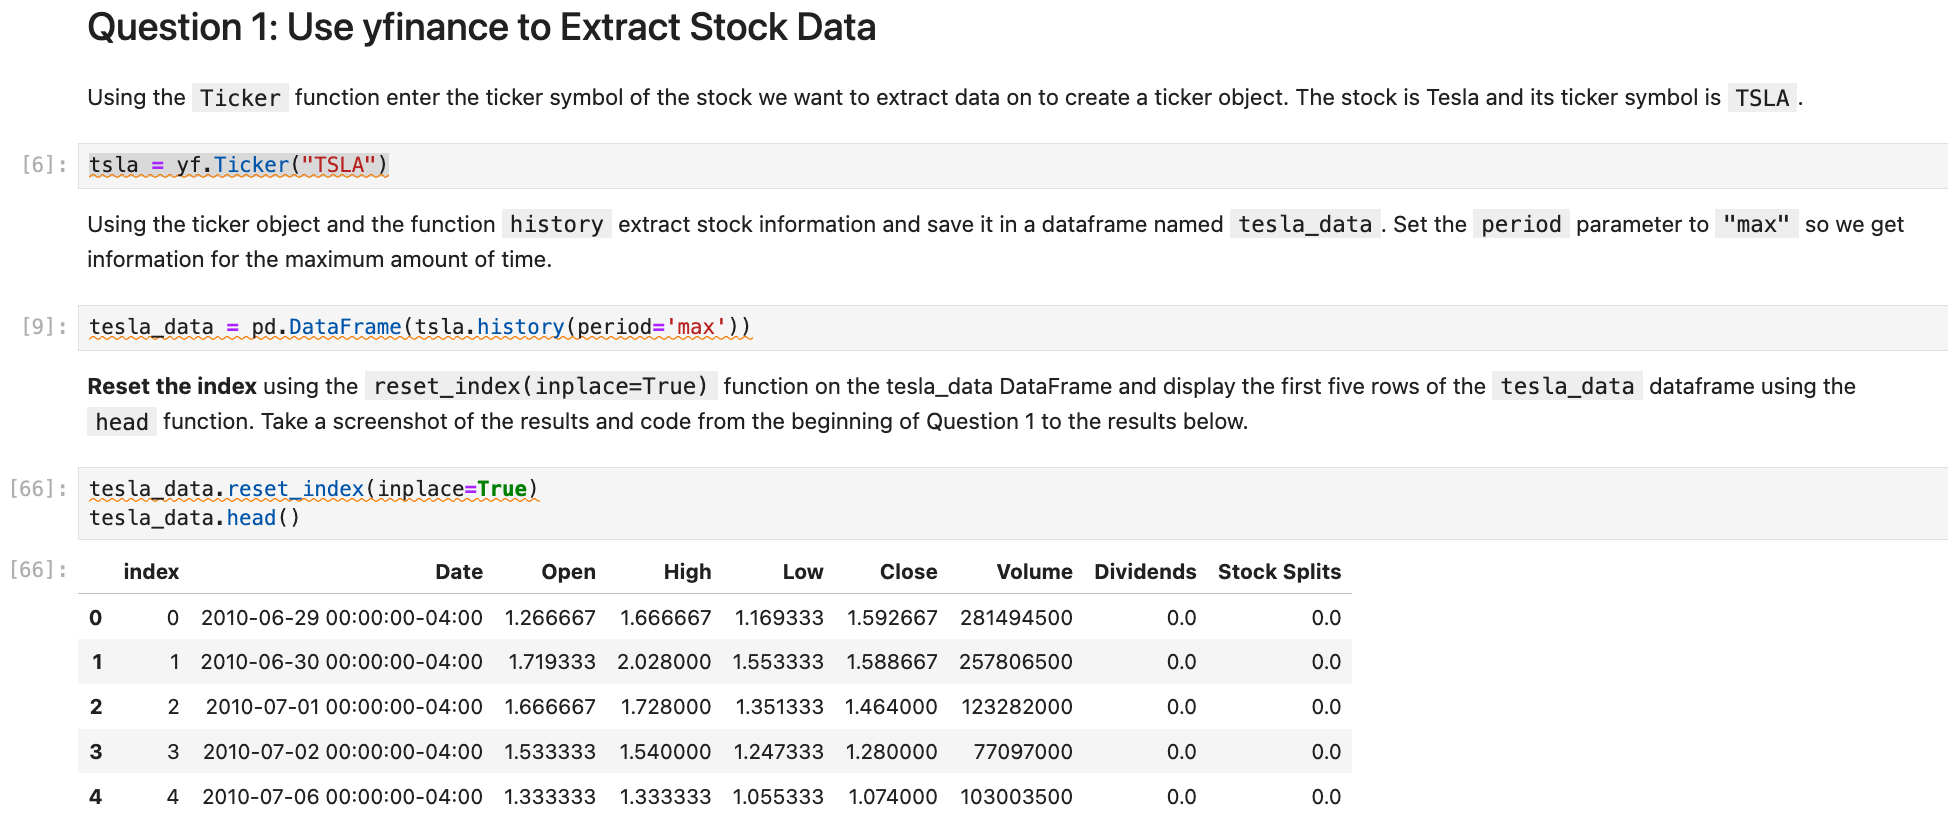 Question 1: Use yfinance to Extract Stock Data
Using the Ticker function enter the ticker symbol of the stock we want to extract data on to create a ticker object. The stock is Tesla and its ticker symbol is TSLA .
[6]: tsla = yf.Ticker("TSLA")
Using the ticker object and the function history extract stock information and save it in a dataframe named tesla_data . Set the period parameter to "max" so we get
information for the maximum amount of time.
[9]: tesla_data = pd.DataFrame(tsla.history(period='max'))
Reset the index using the reset_index(inplace=True) function on the tesla_data DataFrame and display the first five rows of the tesla_data dataframe using the
head function. Take a screenshot of the results and code from the beginning of Question 1 to the results below.
[66]: tesla_data.reset_index(inplace=True)
tesla_data.head()
[66]: index Date Open High Low Close Volume Dividends Stock Splits
0 0 2010-06-29 00:00:00-04:00 1.266667 1.666667 1.169333 1.592667 281494500 0.0 0.0
1 1 2010-06-30 00:00:00-04:00 1.719333 2.028000 1.553333 1.588667 257806500 0.0 0.0
2 2 2010-07-01 00:00:00-04:00 1.666667 1.728000 1.351333 1.464000 123282000 0.0 0.0
3 3 2010-07-02 00:00:00-04:00 1.533333 1.540000 1.247333 1.280000 77097000 0.0 0.0
4 4 2010-07-06 00:00:00-04:00 1.333333 1.333333 1.055333 1.074000 103003500 0.0 0.0